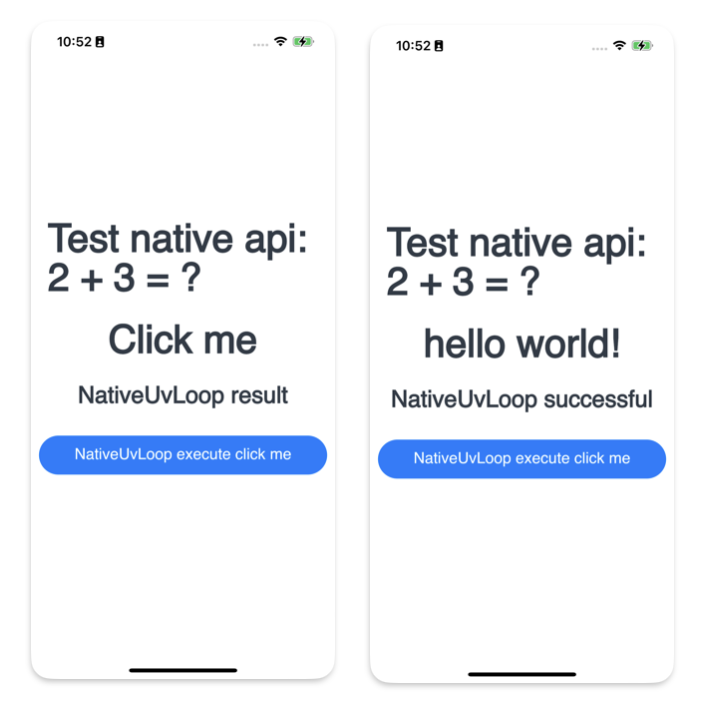 10:52
Test native api:
2 + 3 = ?
Click me
NativeUvLoop result
NativeUvLoop execute click me
10:52
Test native api:
2 + 3 = ?
hello world!
NativeUvLoop successful
NativeUvLoop execute click me